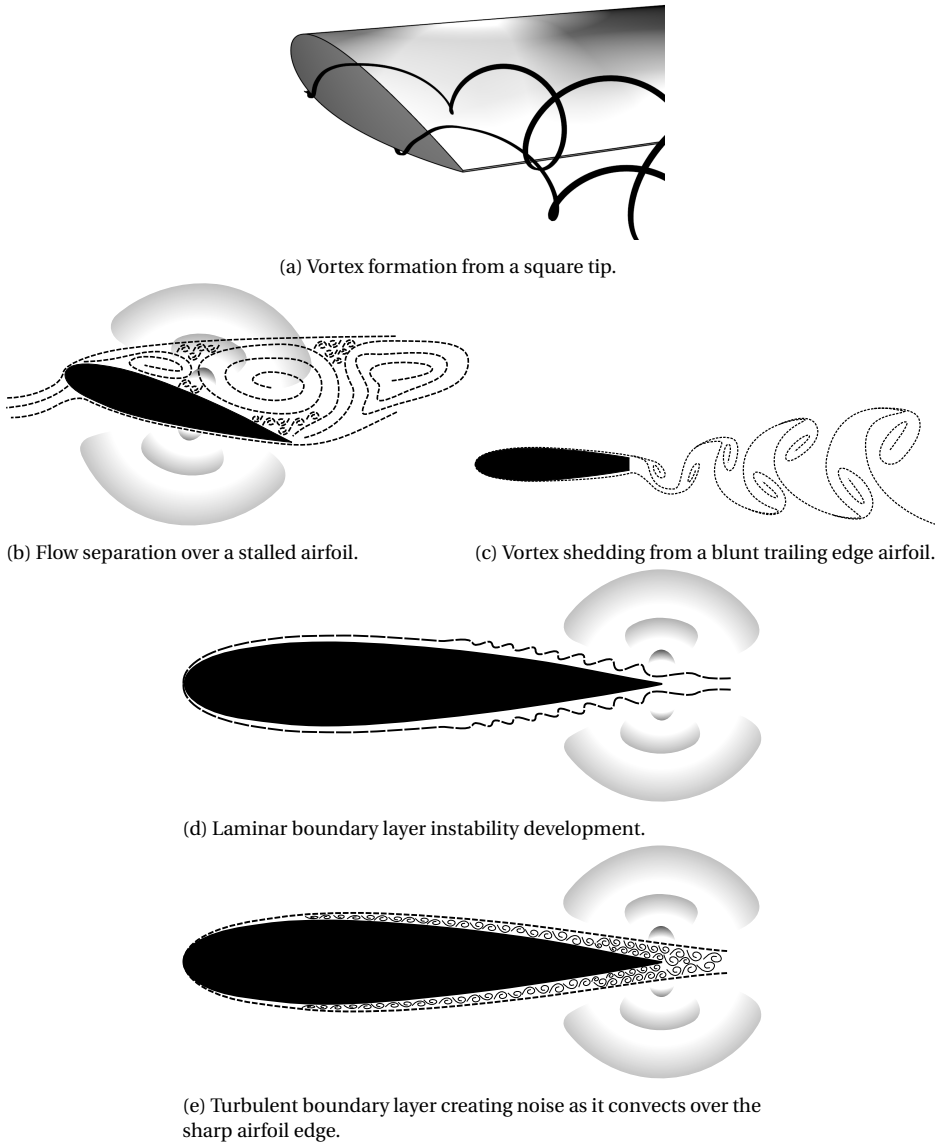 (a) Vortex formation from a square tip.
(b) Flow separation over a stalled airfoil.
(c) Vortex shedding from a blunt trailing edge airfoil.
(d) Laminar boundary layer instability development.
(e) Turbulent boundary layer creating noise as it convects over the
sharp airfoil edge.